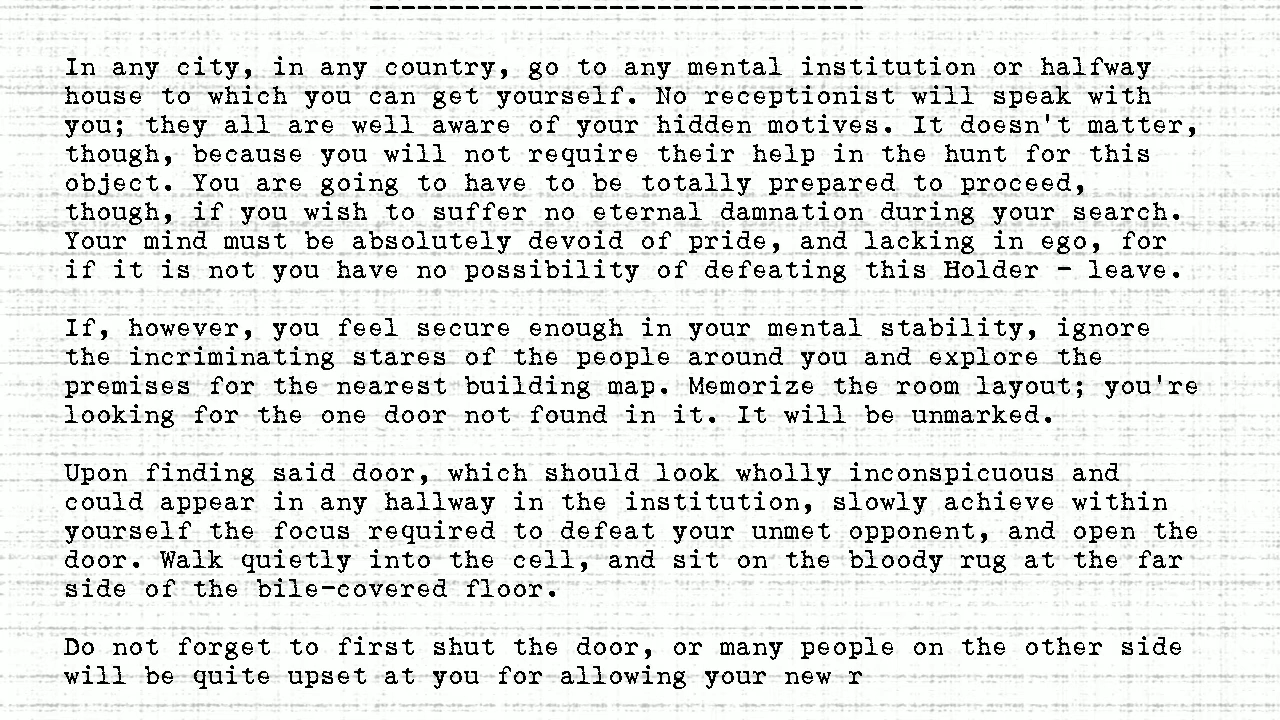 In any city, in any country, go to any mental institution or halfway
house to which you can get yourself. No receptionist will speak with
you; they all are well aware of your hidden motives. It doesn't matter,
though, because you will not require their help in the hunt for this
object. You are going to have to be totally prepared to proceed,
though, if you wish to suffer no eternal damnation during your search.
Your mind must be absolutely devoid of pride, and lacking in ego, for
if it is not you have no possibility of defeating this Holder - leave.
If, however, you feel secure enough in your mental stability, ignore
the incriminating stares of the people around you and explore the
premises for the nearest building map. Memorize the room layout; you're
looking for the one door not found in it. It will be unmarked.
Upon finding said door, which should look wholly inconspicuous and
could appear in any hallway in the institution, slowly achieve within
yourself the focus required to defeat your unmet opponent, and open the
door. Walk quietly into the cell, and sit on the bloody rug at the far
side of the bile-covered floor.
Do not forget to first shut the door, or many people on the other side
will be quite upset at you for allowing your new r